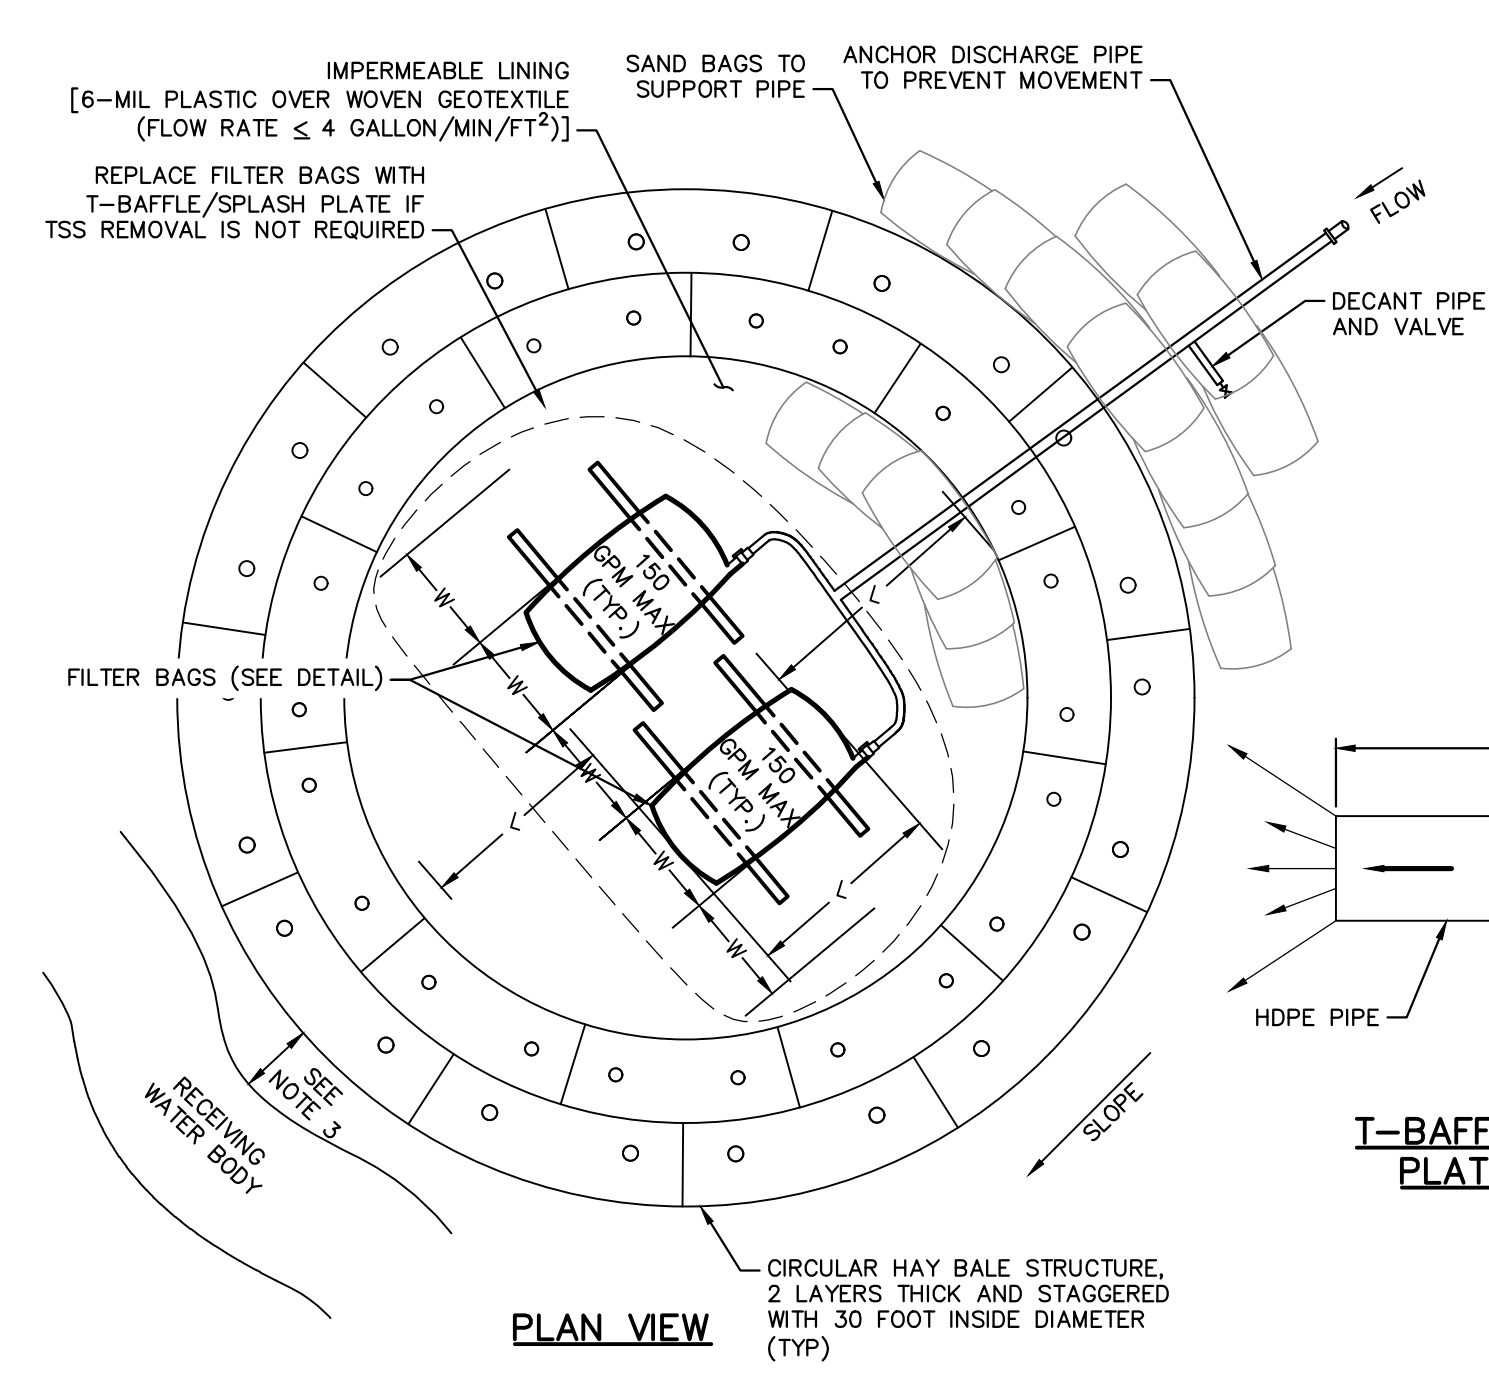 IMPERMEABLE LINING
[6-MIL PLASTIC OVER WOVEN GEOTEXTILE
(FLOW RATE ≤ 4 GALLON/MIN/FT²)]
SAND BAGS TO
SUPPORT PIPE
ANCHOR DISCHARGE PIPE
TO PREVENT MOVEMENT
REPLACE FILTER BAGS WITH
T-BAFFLE/SPLASH PLATE IF
TSS REMOVAL IS NOT REQUIRED
FLOW
DECANT PIPE
AND VALVE
150
GPM MAX
(TYP.)
W
L
FILTER BAGS (SEE DETAIL)
W
W
L
150
GPM MAX
(TYP.)
W
L
W
HDPE PIPE
SEE
NOTE 3
RECEIVING
WATER BODY
SLOPE
T-BAFF
PLAT
CIRCULAR HAY BALE STRUCTURE,
2 LAYERS THICK AND STAGGERED
WITH 30 FOOT INSIDE DIAMETER
(TYP)
PLAN VIEW